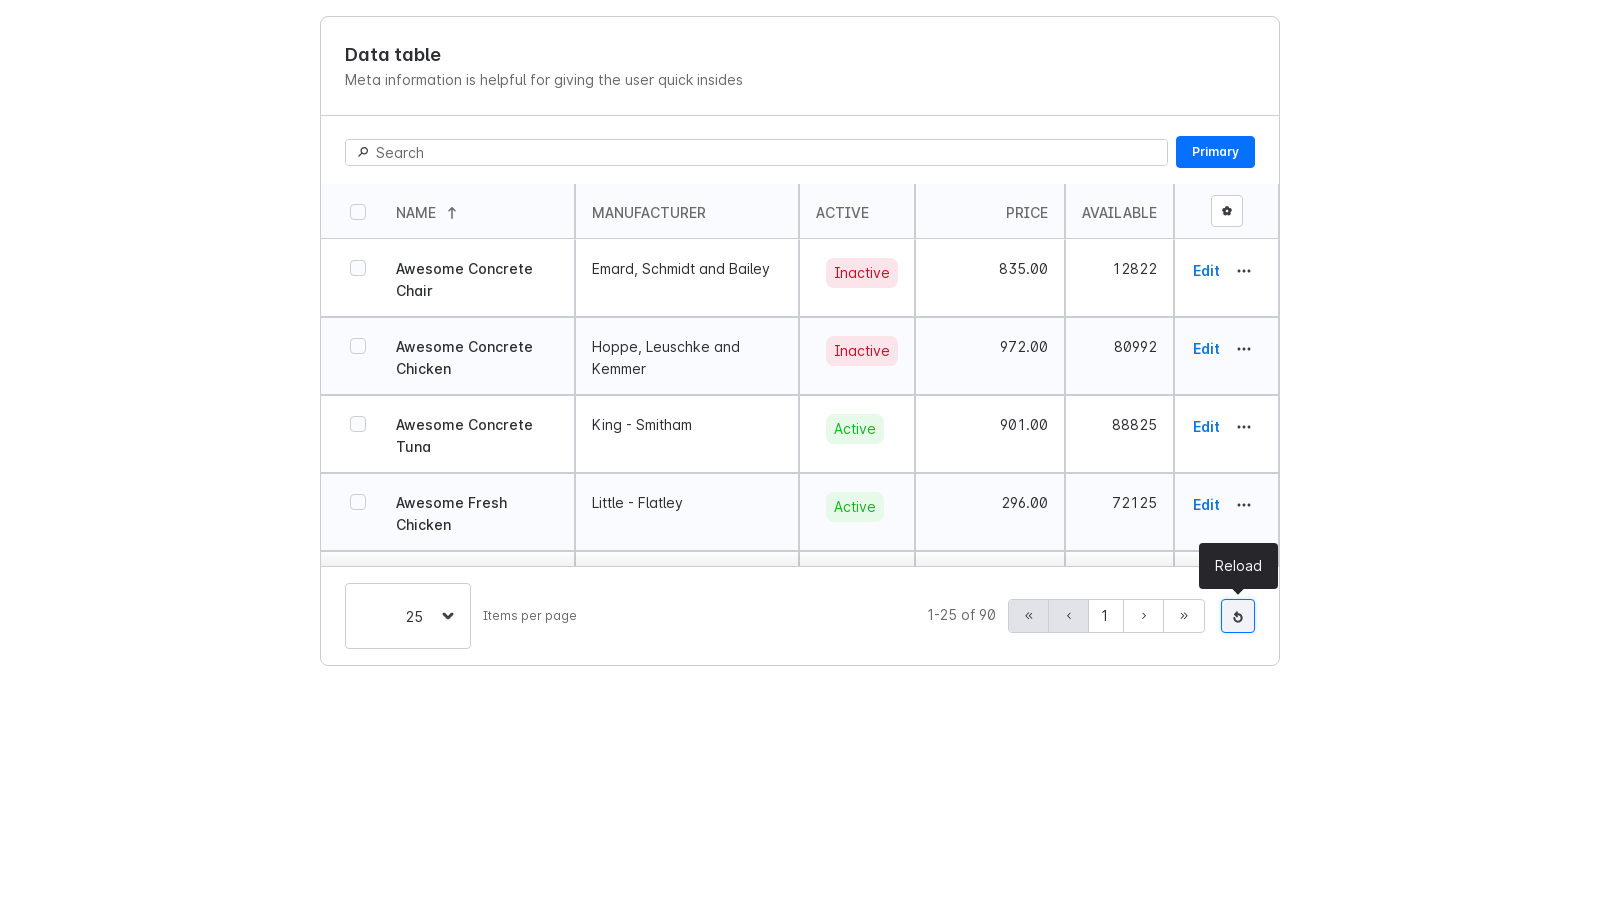 Data table
Meta information is helpful for giving the user quick insides
Search
Primary
NAME
MANUFACTURER
ACTIVE
PRICE
AVAILABLE
Awesome Concrete
Chair
Emard, Schmidt and Bailey
Inactive
835.00
12822
Edit
Awesome Concrete
Chicken
Hoppe, Leuschke and
Kemmer
Inactive
972.00
80992
Edit
Awesome Concrete
Tuna
King - Smitham
Active
901.00
88825
Edit
Awesome Fresh
Chicken
Little - Flatley
Active
296.00
72125
Edit
Reload
25
Items per page
1-25 of 90
« ‹ 1 › »